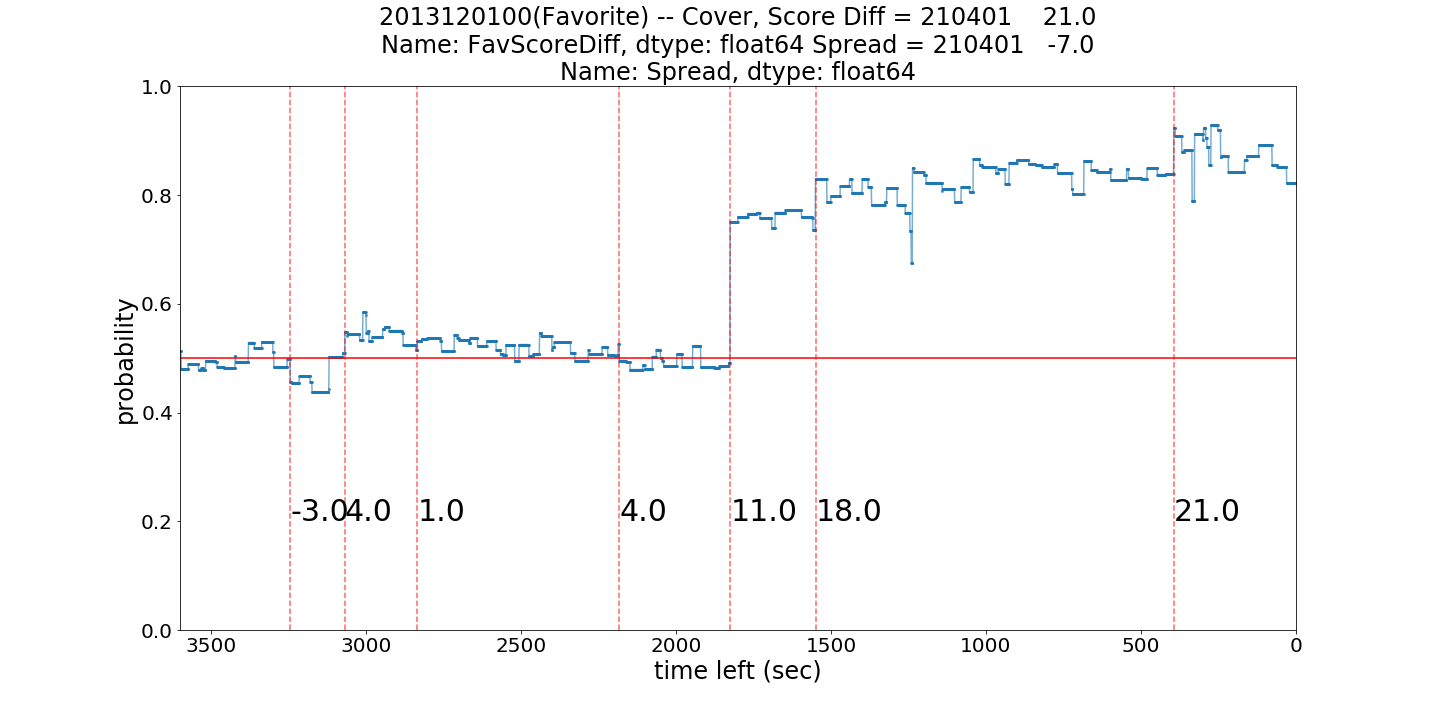 2013120100(Favorite) -- Cover, Score Diff = 210401    21.0
Name: FavScoreDiff, dtype: float64 Spread = 210401   -7.0
Name: Spread, dtype: float64
1.0
0.8
0.6
0.4
0.2
0.0
probability
-3.0
4.0
1.0
4.0
11.0
18.0
21.0
3500 3000 2500 2000 1500 1000 500 0
time left (sec)